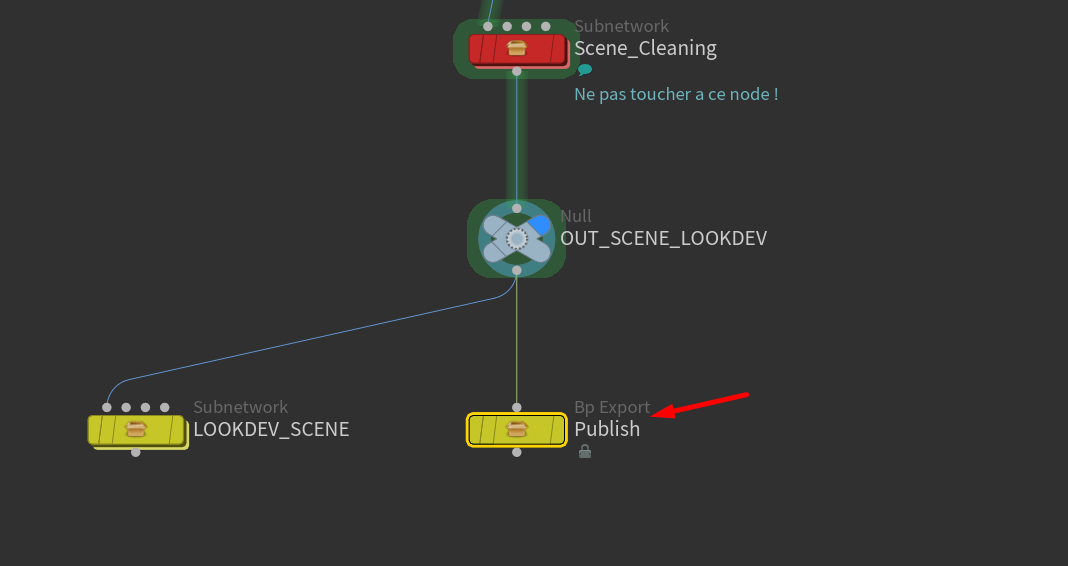 Subnetwork
Scene_Cleaning
Ne pas toucher a ce node !
Null
OUT_SCENE_LOOKDEV
Subnetwork
LOOKDEV_SCENE
Bp Export
Publish